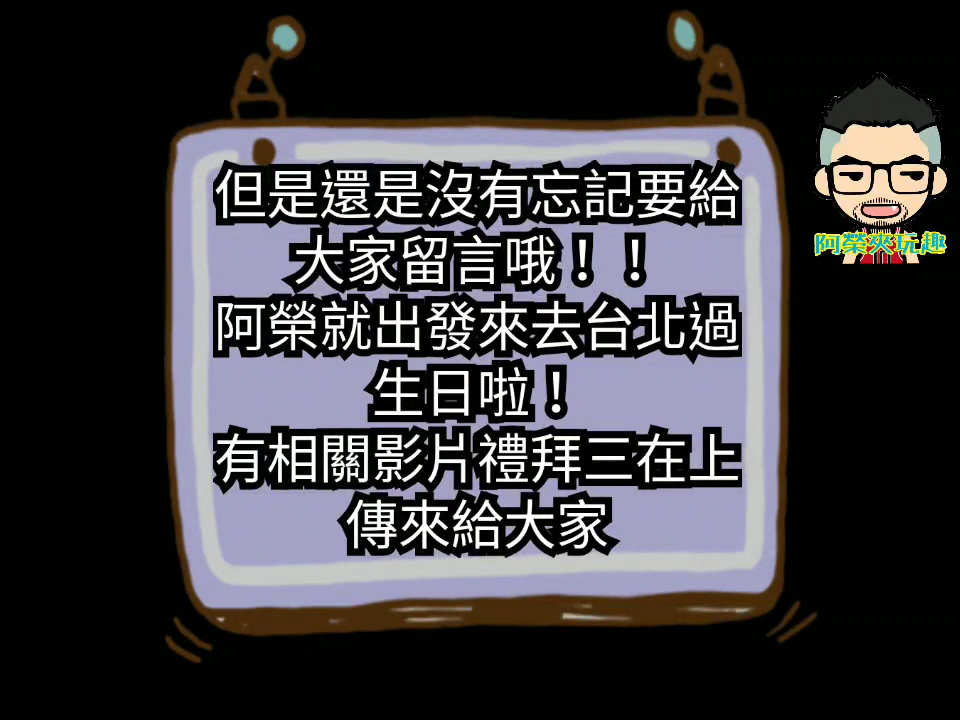 但是還是沒有忘記要給
大家留言哦！！
阿榮就出發來去台北過
生日啦！
有相關影片禮拜三在上
傳來給大家
阿榮夾玩趣